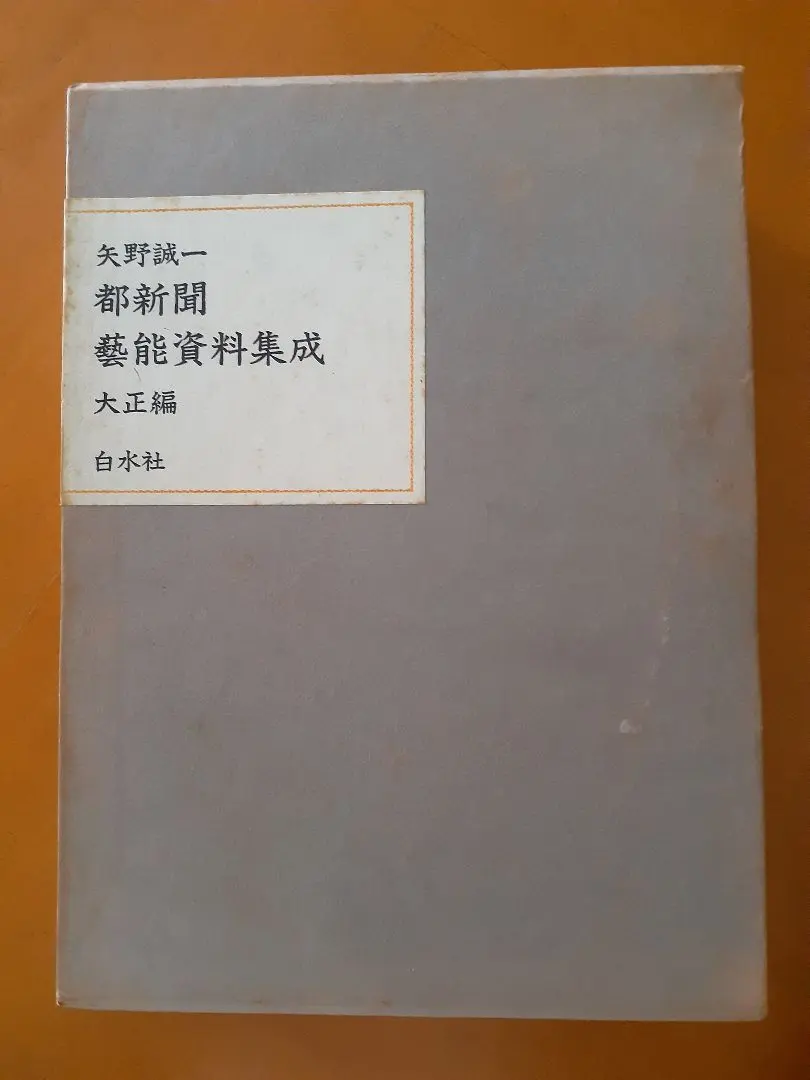 矢野誠一
都新聞
藝能資料集成
大正編
白水社